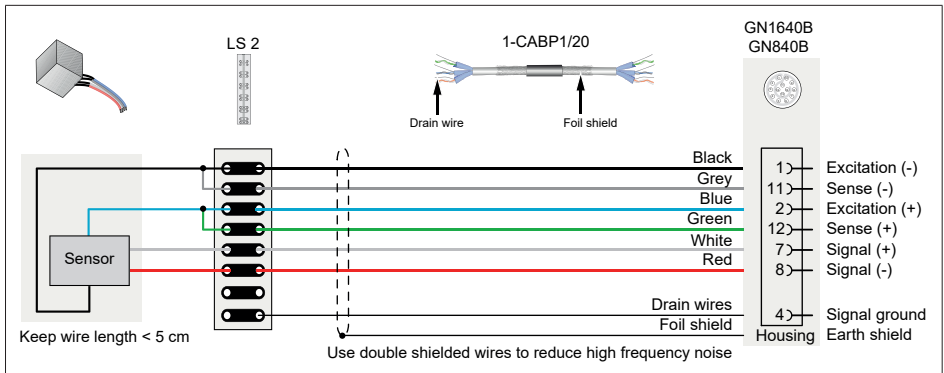 GN1640B
GN840B
LS 2
1-CABP1/20
Drain wire
Foil shield
Black 1 Excitation (-)
Grey 11 Sense (-)
Blue 2 Excitation (+)
Green 12 Sense (+)
White 7 Signal (+)
Red 8 Signal (-)
Sensor
Drain wires 4 Signal ground
Foil shield Housing Earth shield
Keep wire length < 5 cm
Use double shielded wires to reduce high frequency noise